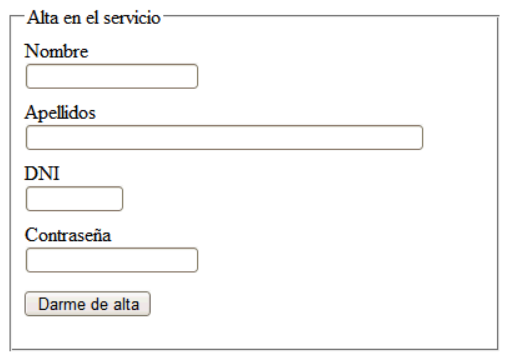 Alta en el servicio
Nombre
Apellidos
DNI
Contraseña
Darme de alta